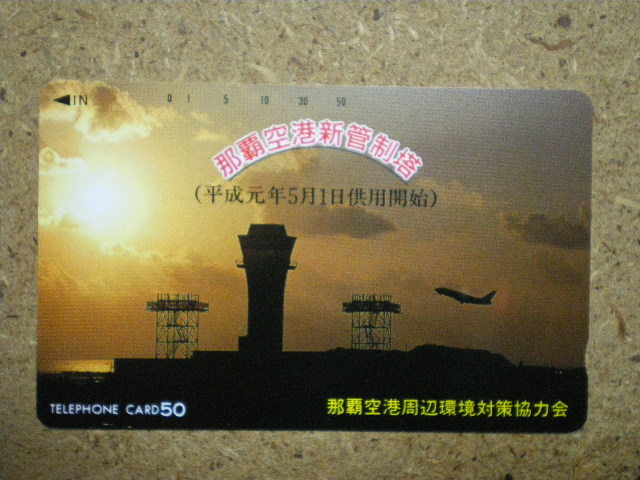 ◀IN
0 1 5 10 30 50
那覇空港新管制塔
(平成元年5月1日供用開始)
TELEPHONE CARD50
那覇空港周辺環境対策協力会